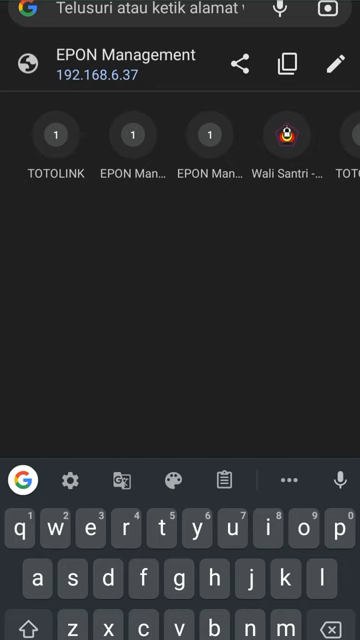 Telusuri atau ketik alamat
EPON Management
192.168.6.37
1 1 1
TOTOLINK EPON Man... EPON Man... Wali Santri -... TOTO
1 2 3 4 5 6 7 8 9 0
q w e r t y u i o p
a s d f g h j k l
z x c v b n m